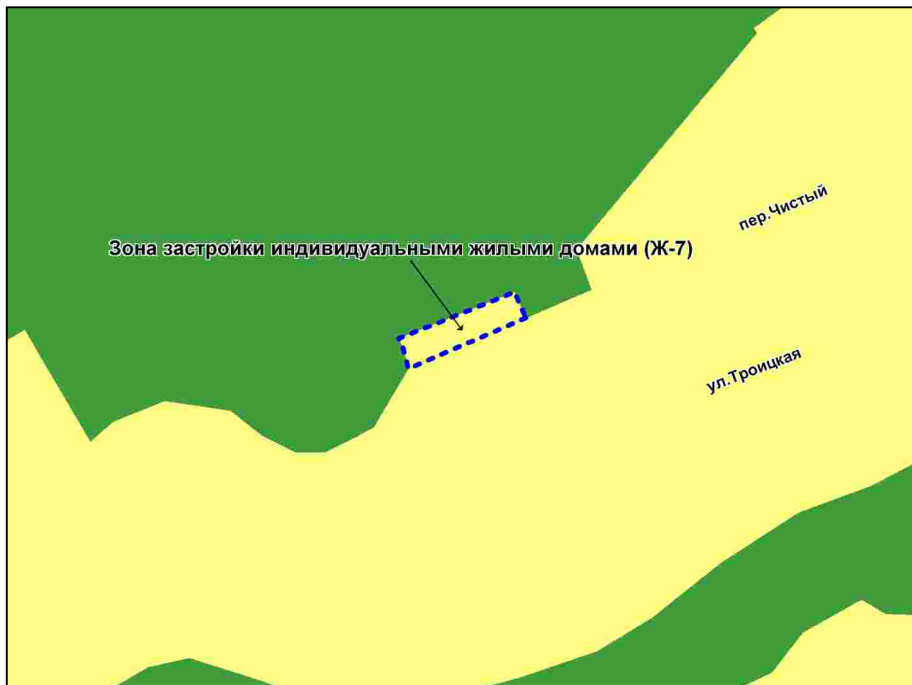 пер.Чистый
Зона застройки индивидуальными жилыми домами (Ж-7)
ул.Троицкая